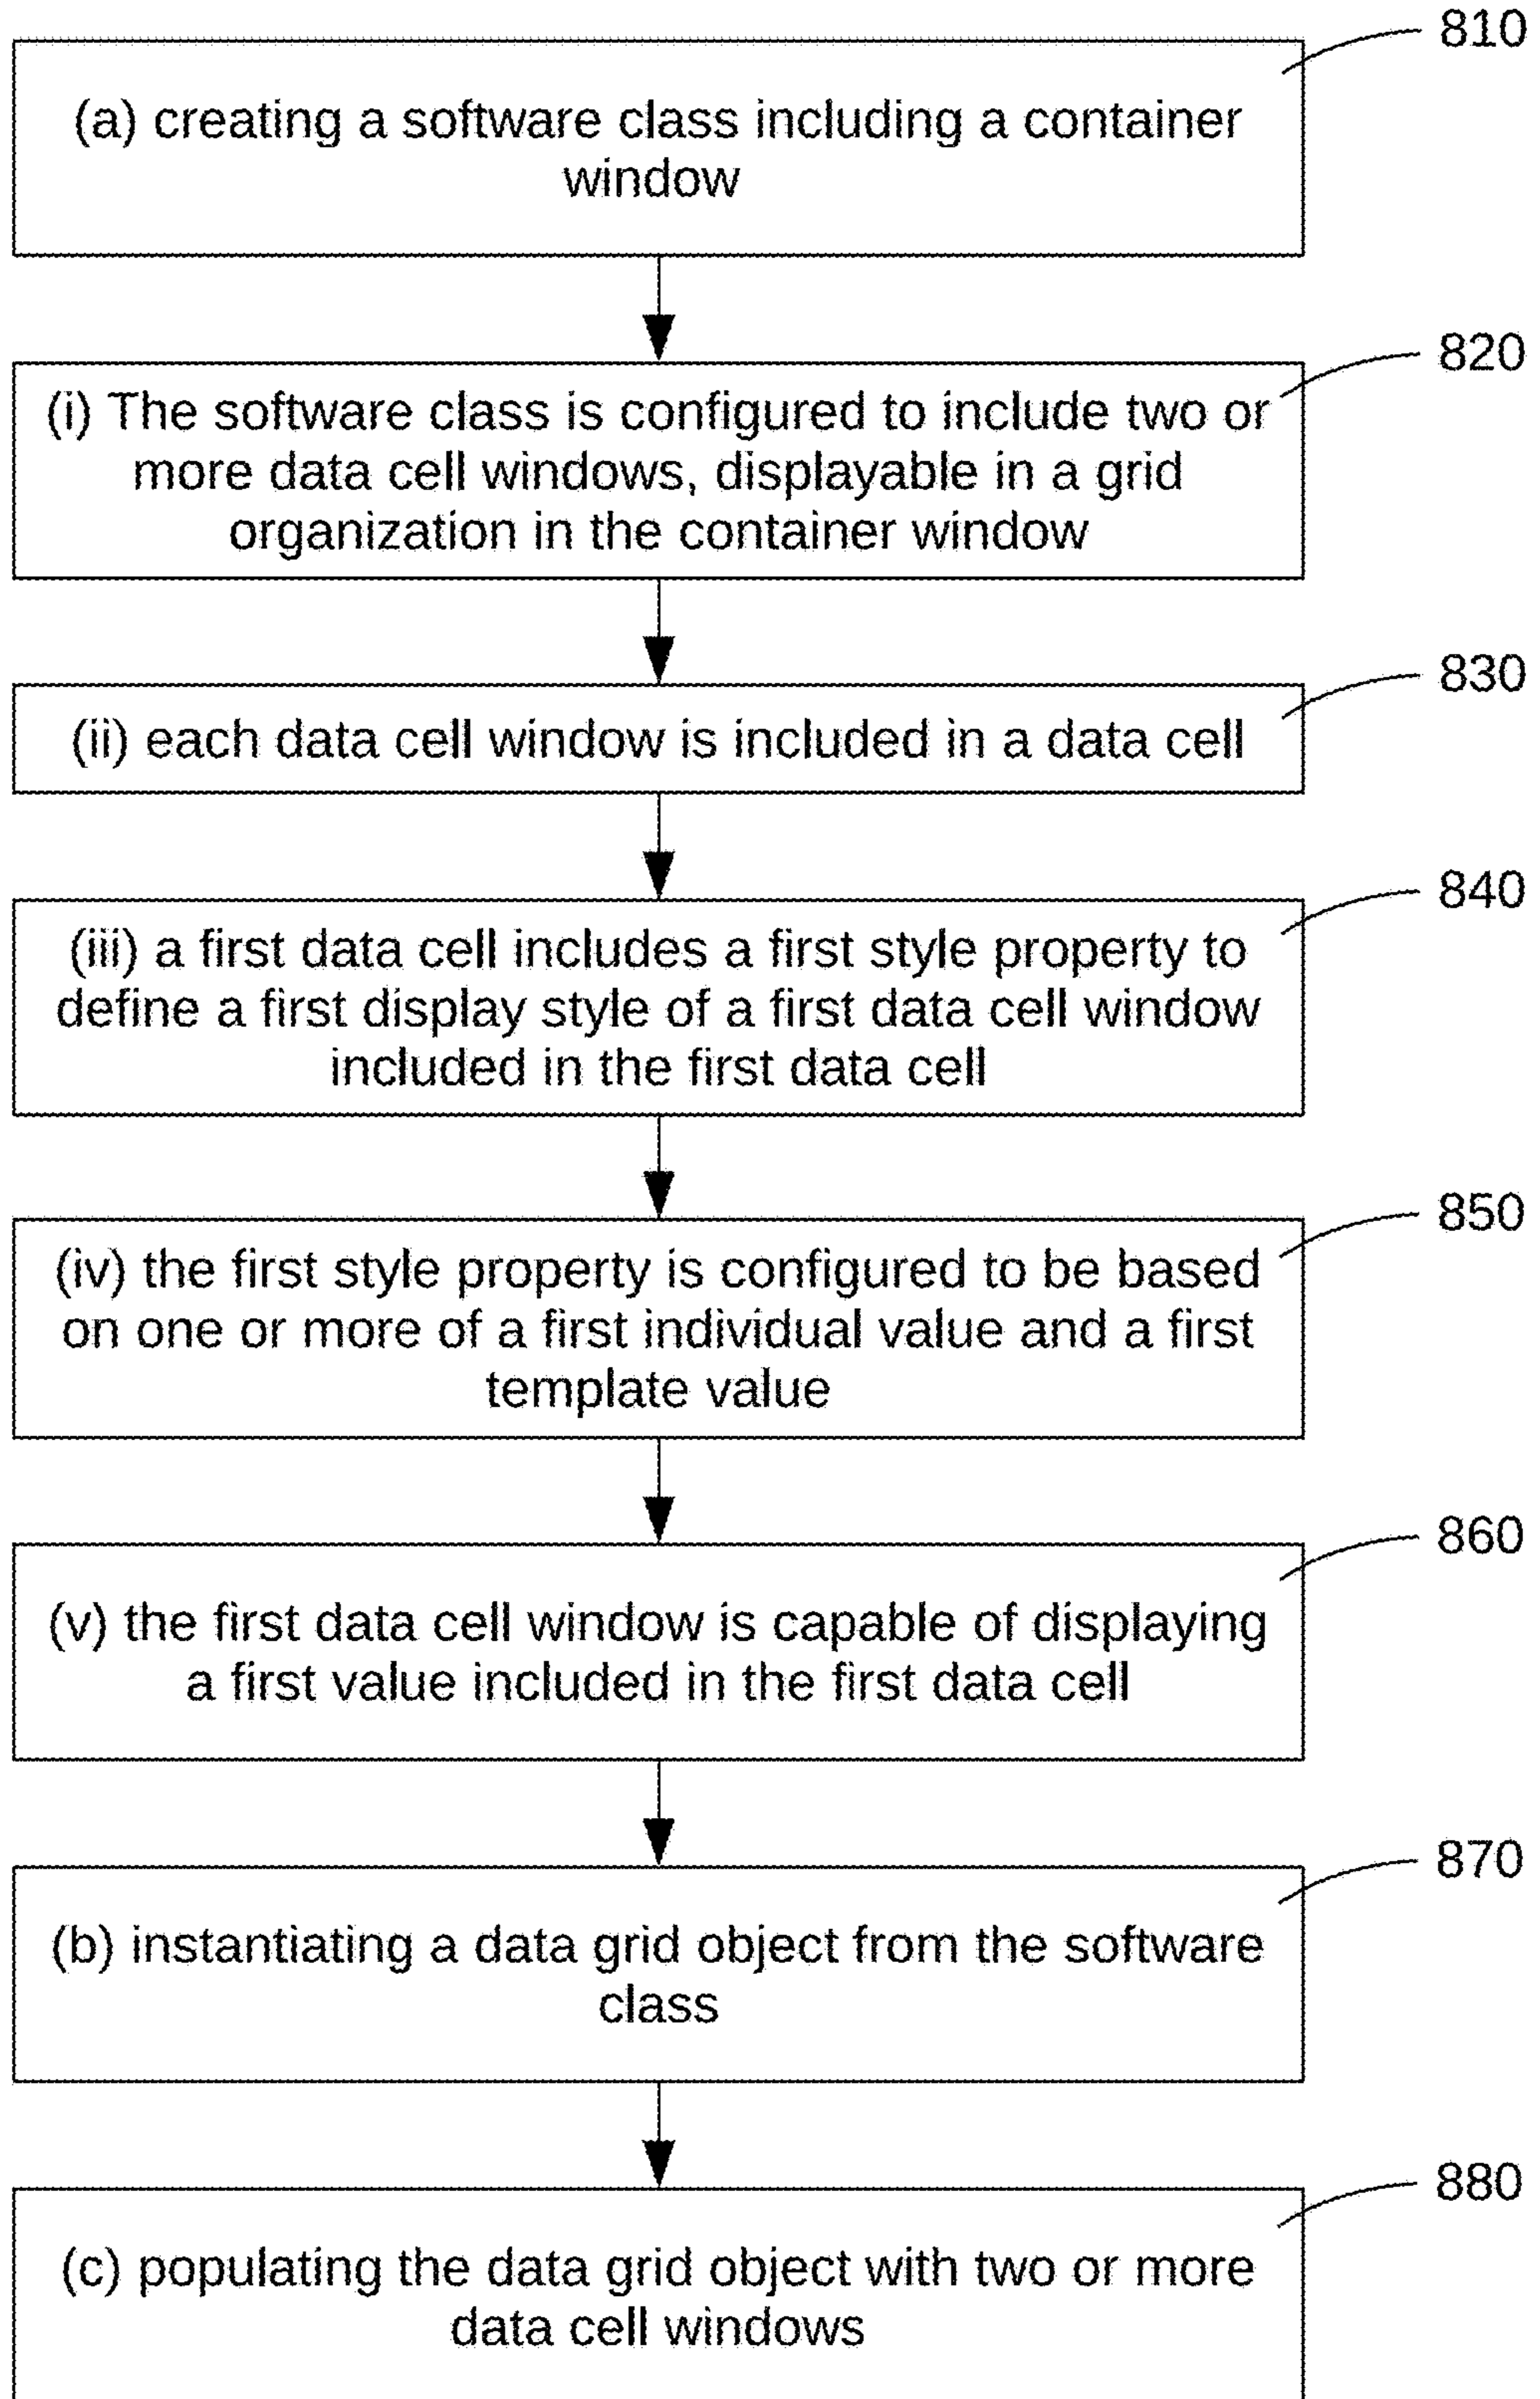 810
(a) creating a software class including a container
window
820
(i) The software class is configured to include two or
more data cell windows, displayable in a grid
organization in the container window
830
(ii) each data cell window is included in a data cell
840
(iii) a first data cell includes a first style property to
define a first display style of a first data cell window
included in the first data cell
850
(iv) the first style property is configured to be based
on one or more of a first individual value and a first
template value
860
(v) the first data cell window is capable of displaying
a first value included in the first data cell
870
(b) instantiating a data grid object from the software
class
880
(c) populating the data grid object with two or more
data cell windows